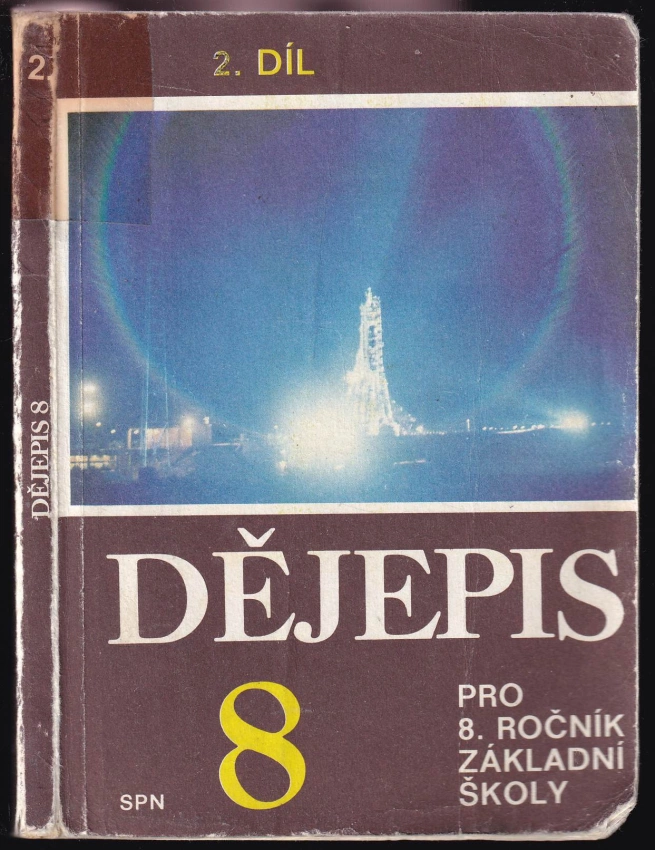 2.
2. DÍL
DĚJEPIS 8
DĚJEPIS
8
PRO
8. ROČNÍK
ZÁKLADNÍ
ŠKOLY
SPN